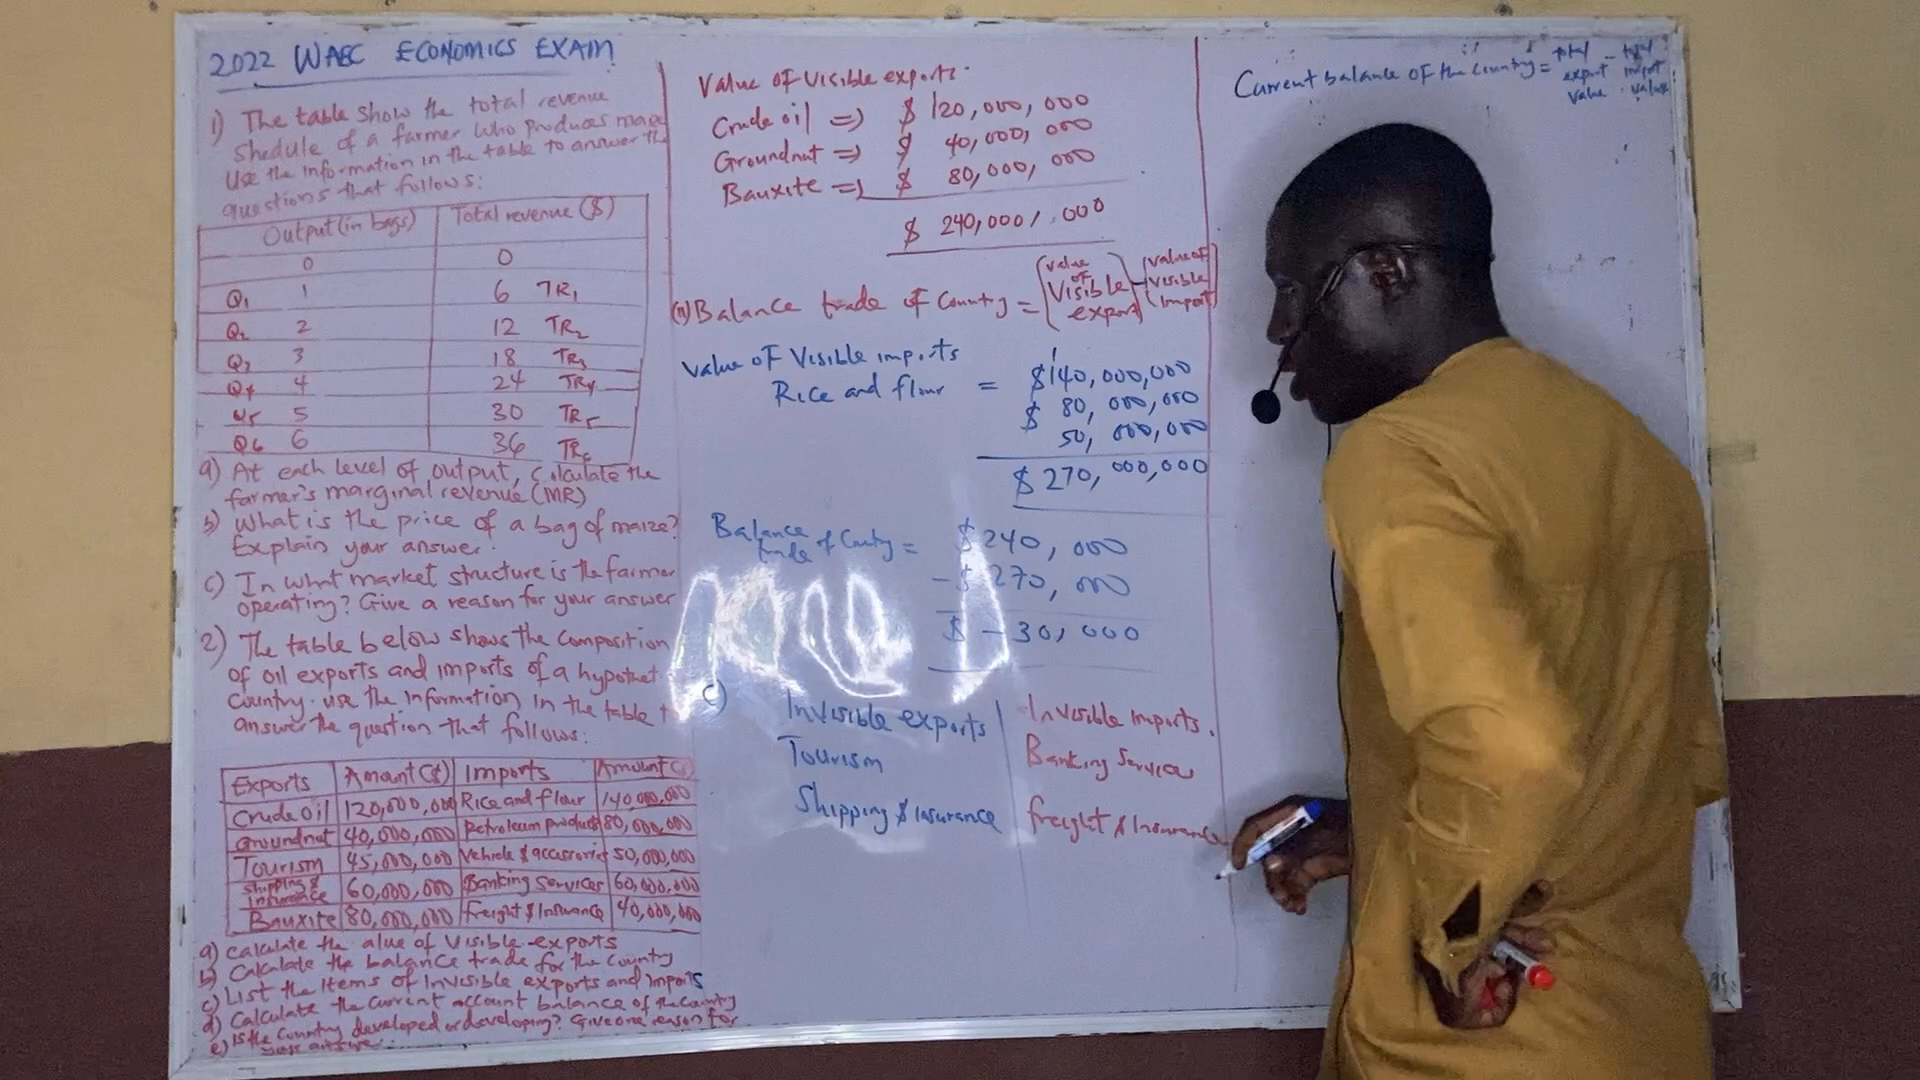 2022 WAEC ECONOMICS EXAM
1) The table show the total revenue
shedule of a farmer who produces
Use the information in the table to answer the
questions that follows:
Output (in bags) Total revenue ($)
0 0
Q1 1 6 TR1
Q2 2 12 TR2
Q3 3 18 TR3
Q4 4 24 TR4
Q5 5 30 TR5
Q6 6 36 TR6
a) At each level of output, calculate the
farmer's marginal revenue (MR)
b) What is the price of a bag of maize?
Explain your answer.
c) In what market structure is the farmer
operating? Give a reason for your answer
2) The table below shows the composition
of oil exports and imports of a hypothet
Country. use the information in the table
answer the question that follows:
Exports Amount ($) Imports Amount ($)
Crude oil 120,000,000 Rice and flour 140,000,000
Groundnut 40,000,000 Petroleum product 80,000,000
Tourism 45,000,000 Vehicle & accessories 50,000,000
Shipping & insurance 60,000,000 Banking services 60,000,000
Bauxite 80,000,000 Freight & Insurance 40,000,000
a) Calculate the alue of visible exports
b) Calculate the balance trade for the country
c) List the items of invisible exports and imports
d) Calculate the current account balance of the country
e) Is the country developed or developing? Give one reason for
your answer.
Value of visible exports.
Crude oil => $ 120,000,000
Groundnut => $ 40,000,000
Bauxite => $ 80,000,000
$ 240,000,000
(ii) Balance trade of country = (value of visible export) - (value of visible import)
Value of visible imports
Rice and flour = $140,000,000
$ 80,000,000
50,000,000
$ 270,000,000
Balance trade of country = $ 240,000
- $ 270,000
$ - 30,000
c) Invisible exports Invisible imports.
Tourism Banking services
Shipping & Insurance freight & Insurance
Current balance of the country = total export value - total import value